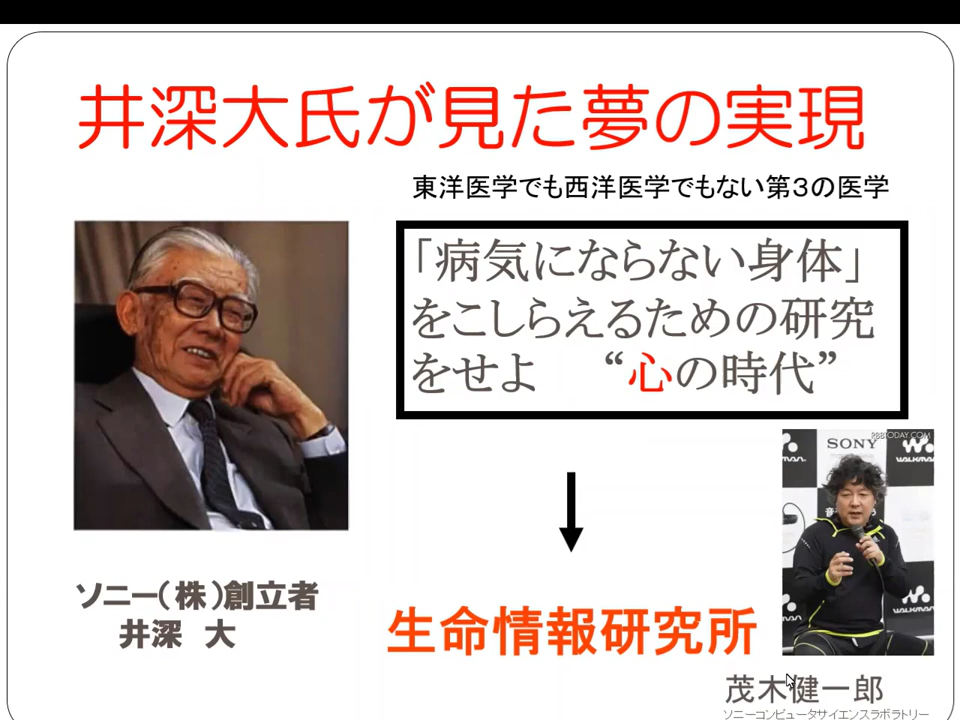 井深大氏が見た夢の実現
東洋医学でも西洋医学でもない第3の医学
「病気にならない身体」
をこしらえるための研究
をせよ “心の時代”
ソニー(株)創立者
井深 大
生命情報研究所
BBBTODAY.COM
SONY
WALKMAN
WALKMAN
茂木健一郎
ソニーコンピュータサイエンスラボラトリー